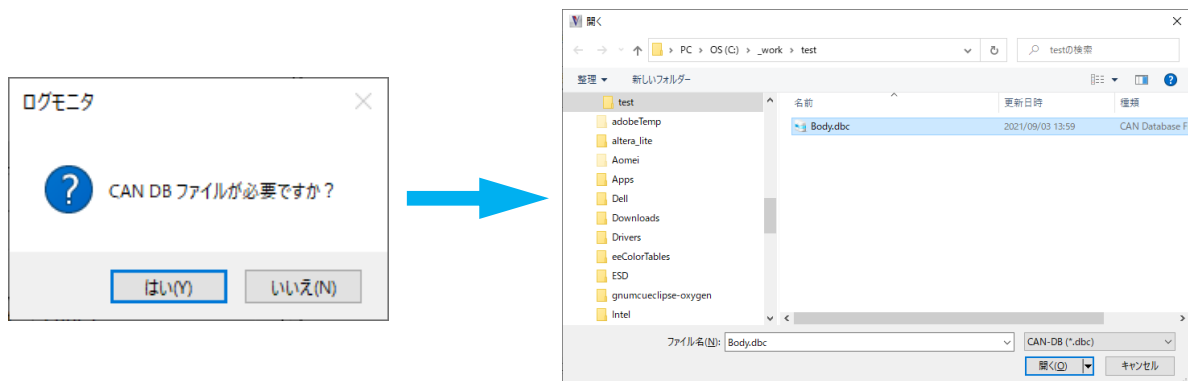 ログモニタ
CAN DB ファイルが必要ですか？
はい(Y) いいえ(N)
開く
PC › OS (C:) › _work › test
testの検索
整理 新しいフォルダー
名前 更新日時 種類
test
Body.dbc 2021/09/03 13:59 CAN Database F
adobeTemp
altera_lite
Aomei
Apps
Dell
Downloads
Drivers
eeColorTables
ESD
gnumcueclipse-oxygen
Intel
ファイル名(N): Body.dbc CAN-DB (*.dbc)
開く(O) キャンセル